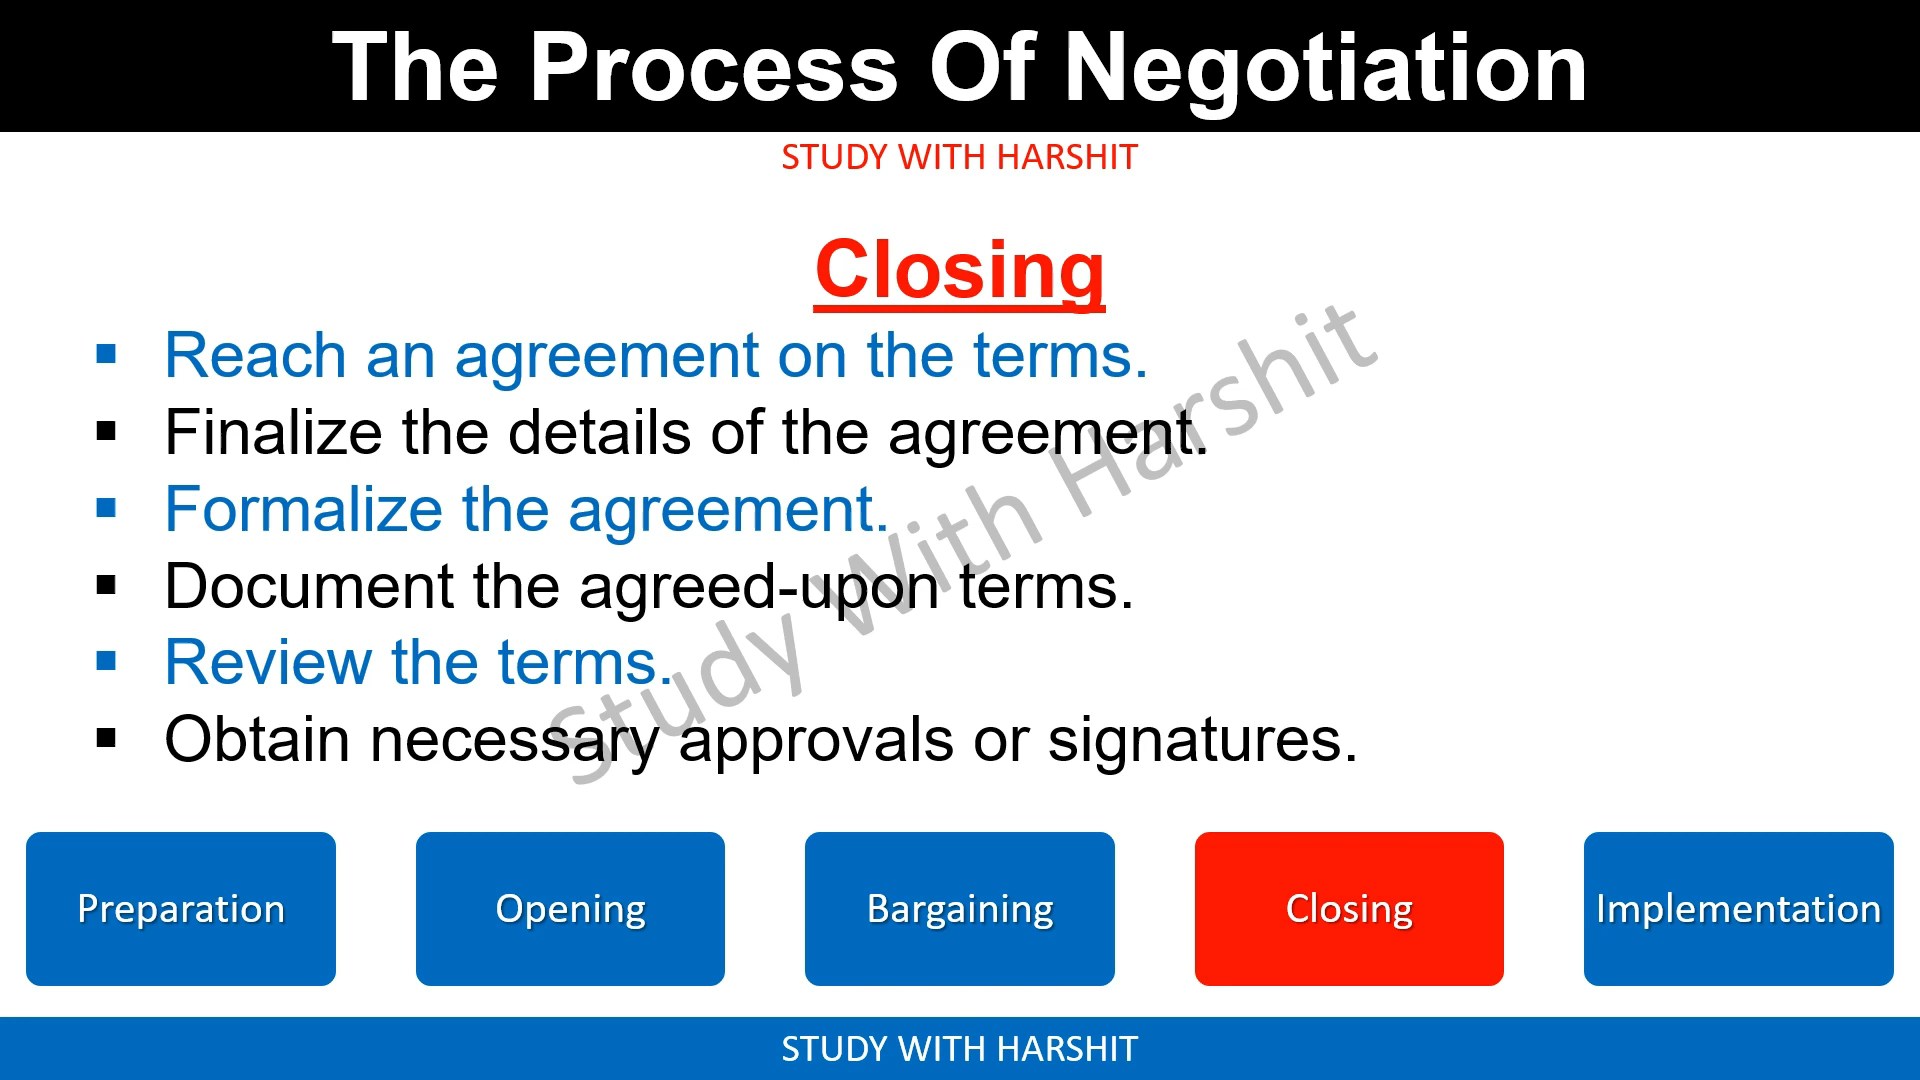 The Process Of Negotiation
STUDY WITH HARSHIT
Closing
▪ Reach an agreement on the terms.
▪ Finalize the details of the agreement.
▪ Formalize the agreement.
▪ Document the agreed-upon terms.
▪ Review the terms.
▪ Obtain necessary approvals or signatures.
Study With Harshit
Preparation
Opening
Bargaining
Closing
Implementation
STUDY WITH HARSHIT